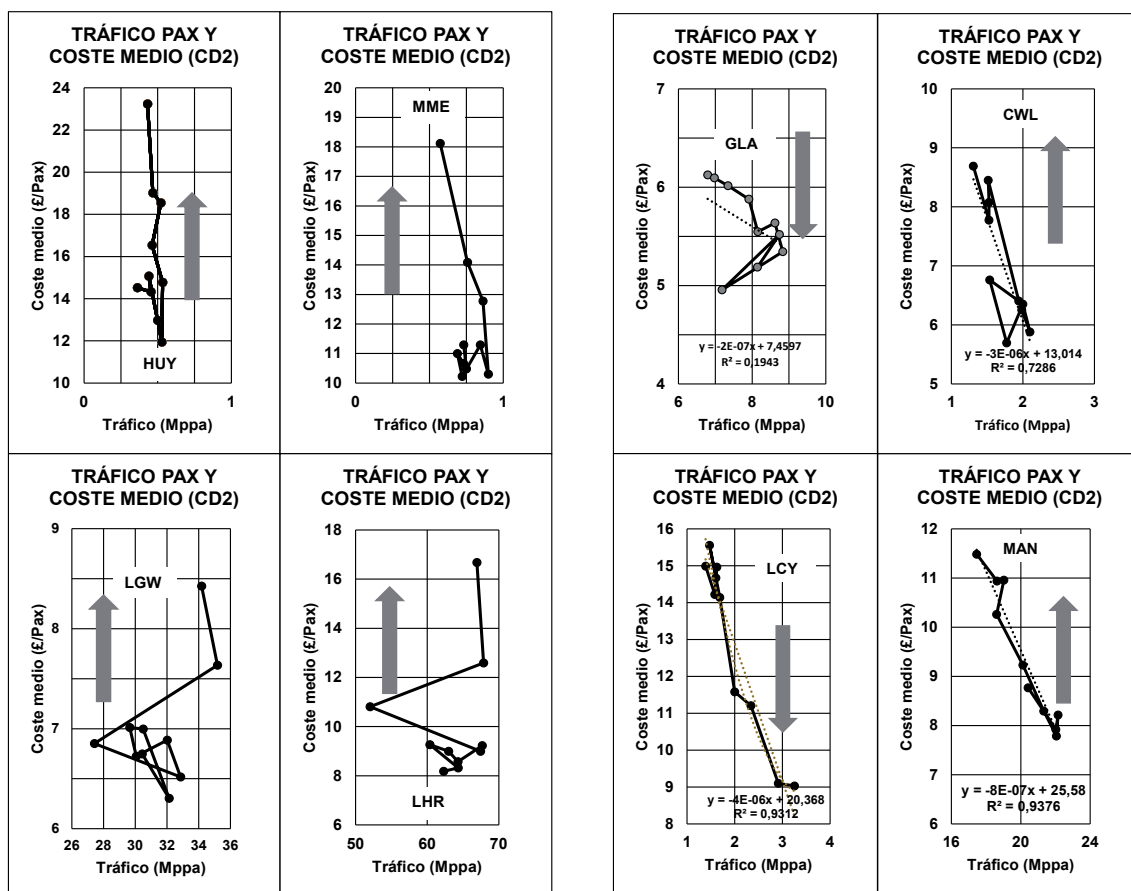 TRÁFICO PAX Y
COSTE MEDIO (CD2)
Coste medio (£/Pax)
24
22
20
18
16
14
12
10
HUY
0
1
Tráfico (Mppa)
TRÁFICO PAX Y
COSTE MEDIO (CD2)
Coste medio (£/Pax)
20
19
18
17
16
15
14
13
12
11
10
MME
0
1
Tráfico (Mppa)
TRÁFICO PAX Y
COSTE MEDIO (CD2)
Coste medio (£/Pax)
7
6
5
4
GLA
y = -2E-07x + 7,4597
R² = 0,1943
6
8
10
Tráfico (Mppa)
TRÁFICO PAX Y
COSTE MEDIO (CD2)
Coste medio (£/Pax)
10
9
8
7
6
5
CWL
y = -3E-06x + 13,014
R² = 0,7286
1
2
3
Tráfico (Mppa)
TRÁFICO PAX Y
COSTE MEDIO (CD2)
Coste medio (£/Pax)
9
8
7
6
LGW
26
28
30
32
34
36
Tráfico (Mppa)
TRÁFICO PAX Y
COSTE MEDIO (CD2)
Coste medio (£/Pax)
18
16
14
12
10
8
6
LHR
50
60
70
Tráfico (Mppa)
TRÁFICO PAX Y
COSTE MEDIO (CD2)
Coste medio (£/Pax)
16
15
14
13
12
11
10
9
8
LCY
y = -4E-06x + 20,368
R² = 0,9312
1
2
3
4
Tráfico (Mppa)
TRÁFICO PAX Y
COSTE MEDIO (CD2)
Coste medio (£/Pax)
12
11
10
9
8
7
6
MAN
y = -8E-07x + 25,58
R² = 0,9376
16
20
24
Tráfico (Mppa)